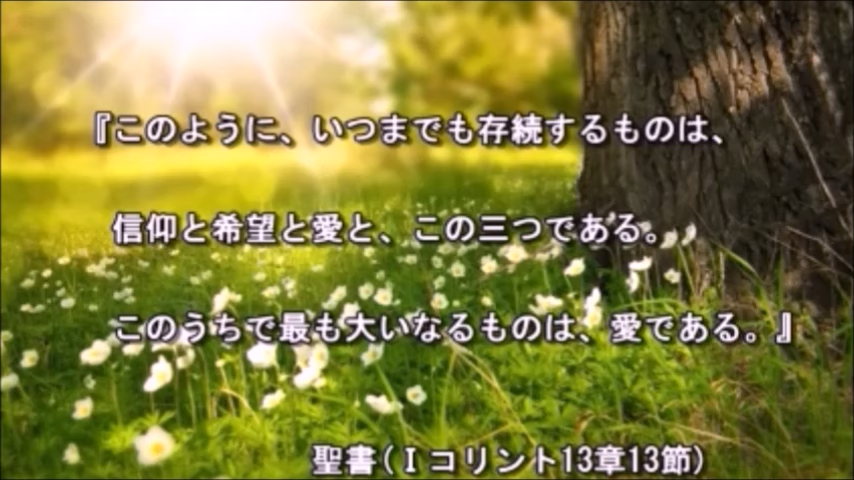 『このように、いつまでも存続するものは、
信仰と希望と愛と、この三つである。
このうちで最も大いなるものは、愛である。』
聖書(Ⅰコリント13章13節)